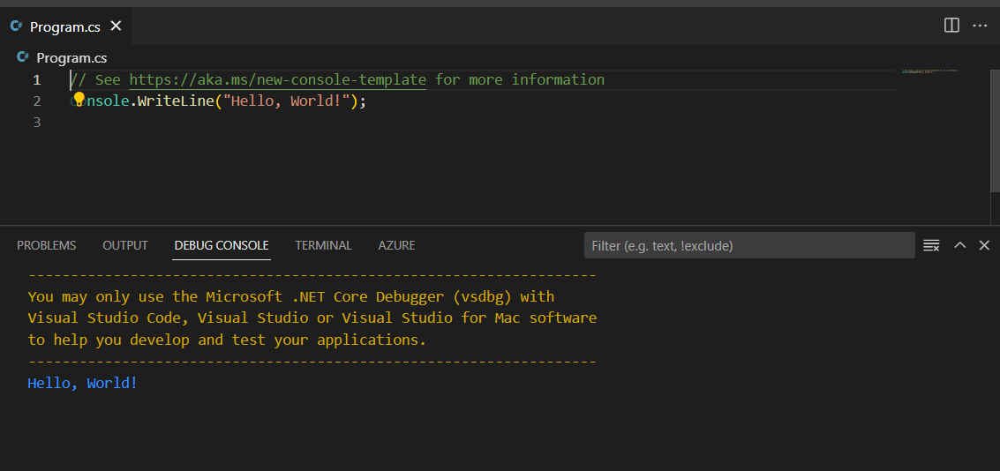 C# Program.cs
C# Program.cs
1 // See https://aka.ms/new-console-template for more information
2 nsole.WriteLine("Hello, World!");
3
PROBLEMS OUTPUT DEBUG CONSOLE TERMINAL AZURE Filter (e.g. text, !exclude)
-------------------------------------------------------------------
You may only use the Microsoft .NET Core Debugger (vsdbg) with
Visual Studio Code, Visual Studio or Visual Studio for Mac software
to help you develop and test your applications.
-------------------------------------------------------------------
Hello, World!